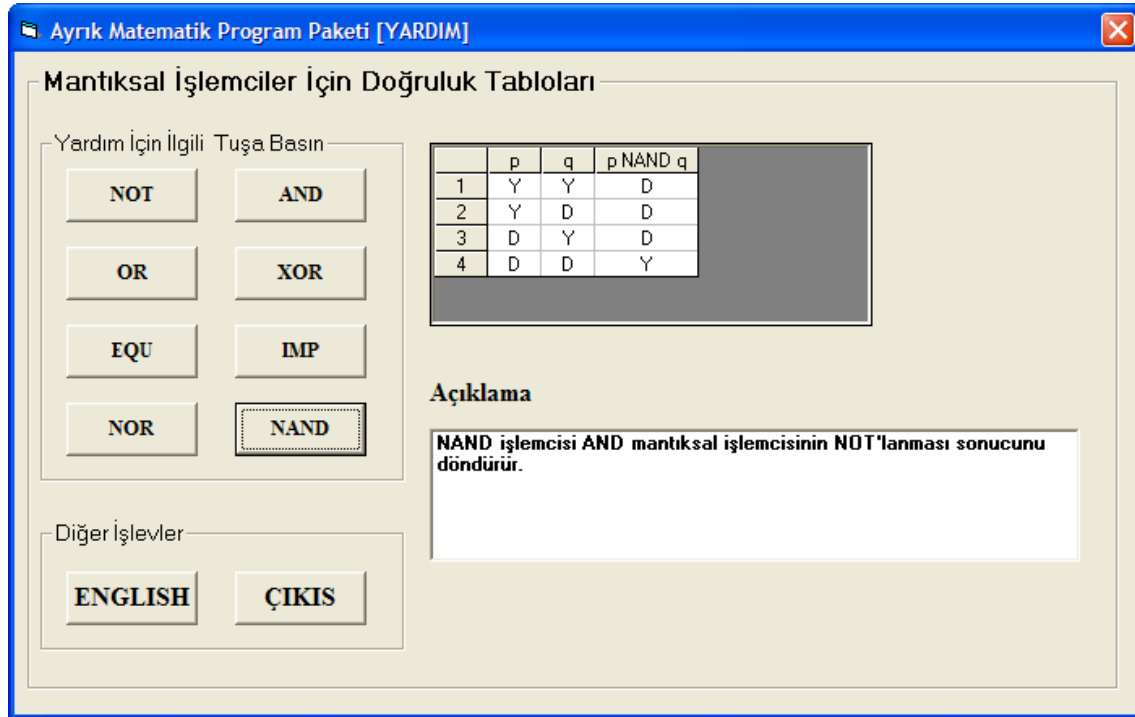 Ayrık Matematik Program Paketi [YARDIM]
Mantıksal İşlemciler İçin Doğruluk Tabloları
Yardım İçin İlgili Tuşa Basın
NOT AND
OR XOR
EQU IMP
NOR NAND
p q p NAND q
1 Y Y D
2 Y D D
3 D Y D
4 D D Y
Açıklama
NAND işlemcisi AND mantıksal işlemcisinin NOT'lanması sonucunu
döndürür.
Diğer İşlevler
ENGLISH ÇIKIS